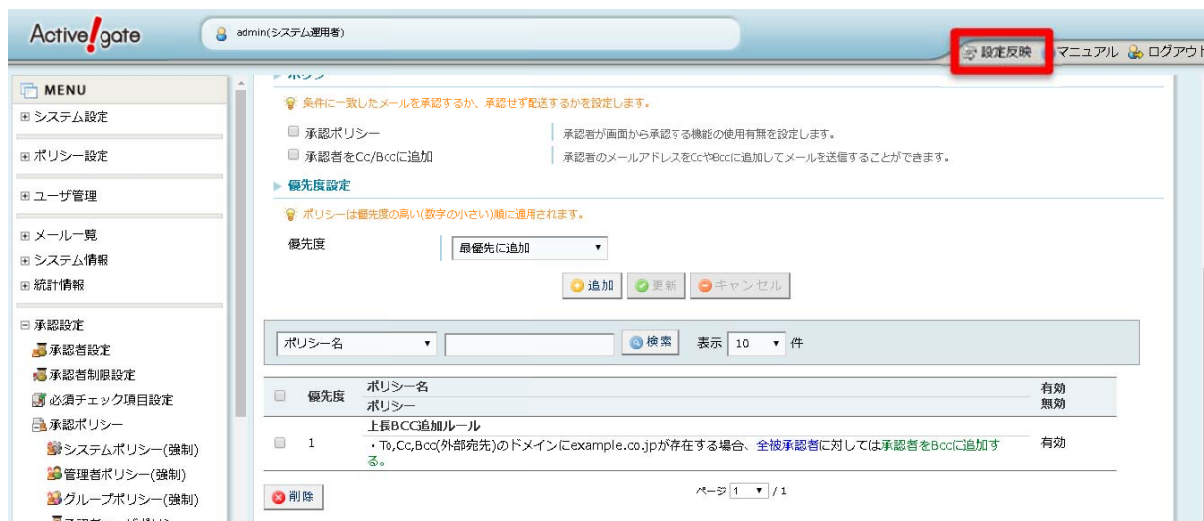 Active! gate
admin(システム運用者)
設定反映
マニュアル
ログアウト
MENU
システム設定
ポリシー設定
ユーザ管理
メール一覧
システム情報
統計情報
承認設定
承認者設定
承認者制限設定
必須チェック項目設定
承認ポリシー
システムポリシー(強制)
管理者ポリシー(強制)
グループポリシー(強制)
条件に一致したメールを承認するか、承認せず配送するかを設定します。
承認ポリシー
承認者が画面から承認する機能の使用有無を設定します。
承認者をCc/Bccに追加
承認者のメールアドレスをCcやBccに追加してメールを送信することができます。
優先度設定
ポリシーは優先度の高い(数字の小さい)順に適用されます。
優先度
最優先に追加
追加
更新
キャンセル
ポリシー名
検索
表示 10 件
優先度
ポリシー名
ポリシー
有効
無効
1
上長BCC追加ルール
・To,Cc,Bcc(外部宛先)のドメインにexample.co.jpが存在する場合、全被承認者に対しては承認者をBccに追加す
る。
有効
削除
ページ 1 / 1